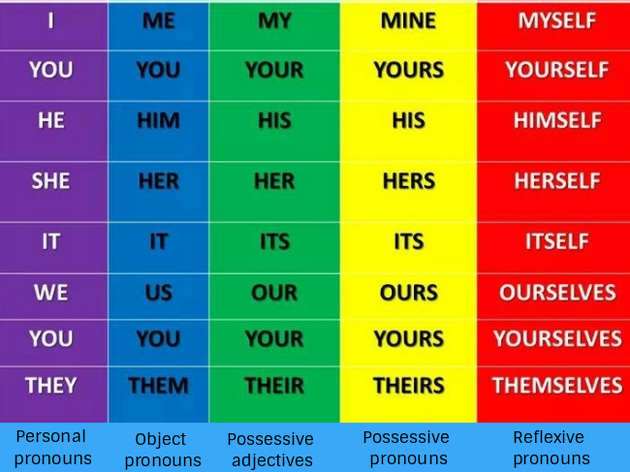 I ME MY MINE MYSELF
YOU YOU YOUR YOURS YOURSELF
HE HIM HIS HIS HIMSELF
SHE HER HER HERS HERSELF
IT IT ITS ITS ITSELF
WE US OUR OURS OURSELVES
YOU YOU YOUR YOURS YOURSELVES
THEY THEM THEIR THEIRS THEMSELVES
Personal pronouns
Object pronouns
Possessive adjectives
Possessive pronouns
Reflexive pronouns